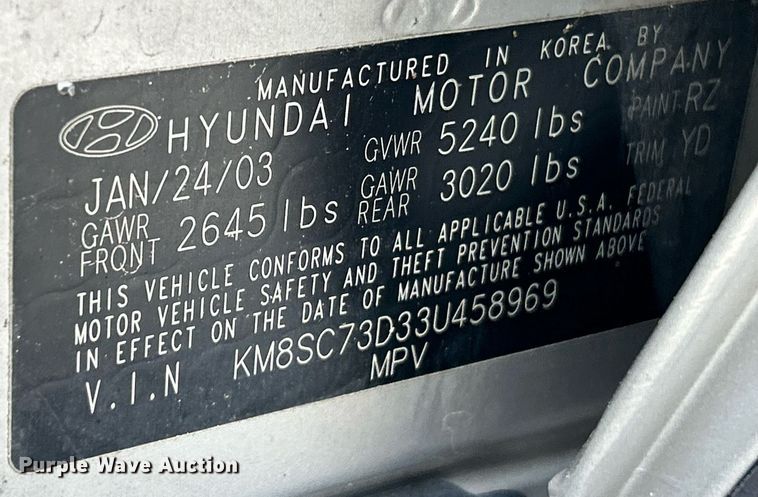 MANUFACTURED IN KOREA BY
HYUNDAI MOTOR COMPANY
JAN/24/03 GVWR 5240 lbs PAINT RZ
GAWR FRONT 2645 lbs GAWR REAR 3020 lbs TRIM YD
THIS VEHICLE CONFORMS TO ALL APPLICABLE U.S.A. FEDERAL
MOTOR VEHICLE SAFETY AND THEFT PREVENTION STANDARDS
IN EFFECT ON THE DATE OF MANUFACTURE SHOWN ABOVE
V.I.N KM8SC73D33U458969
MPV
Purple Wave Auction